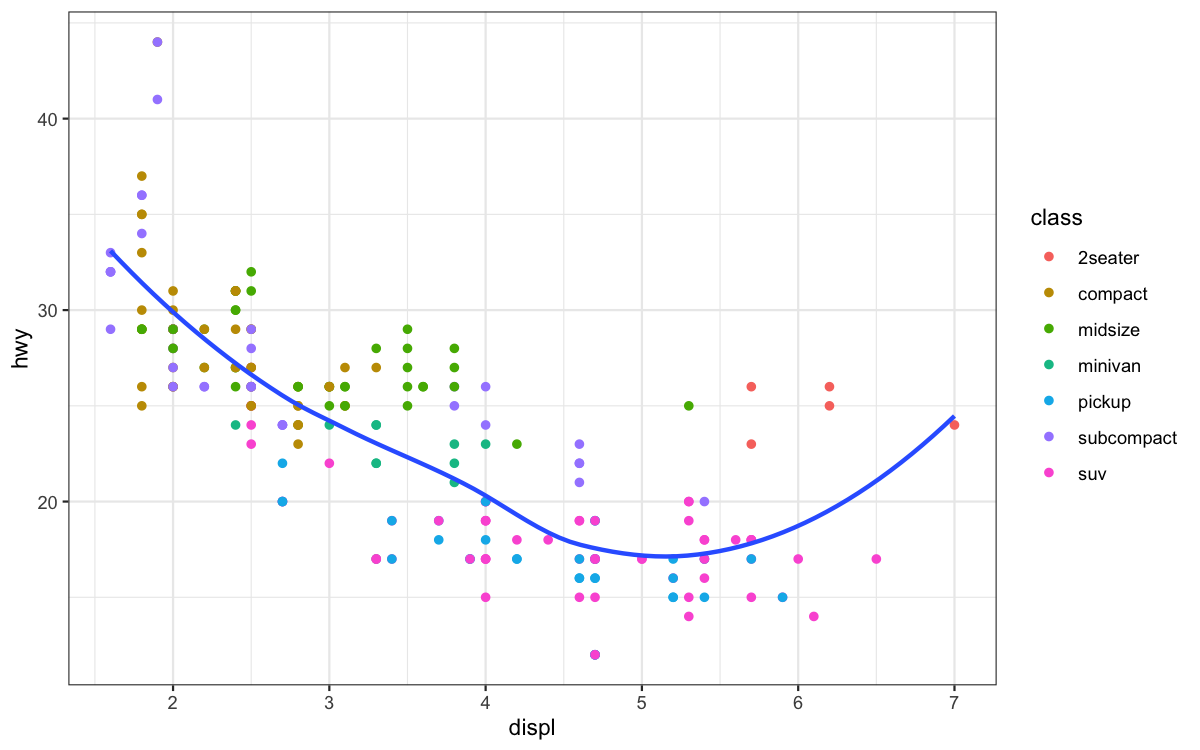 40
30
20
hwy
2
3
4
5
6
7
displ
class
2seater
compact
midsize
minivan
pickup
subcompact
suv